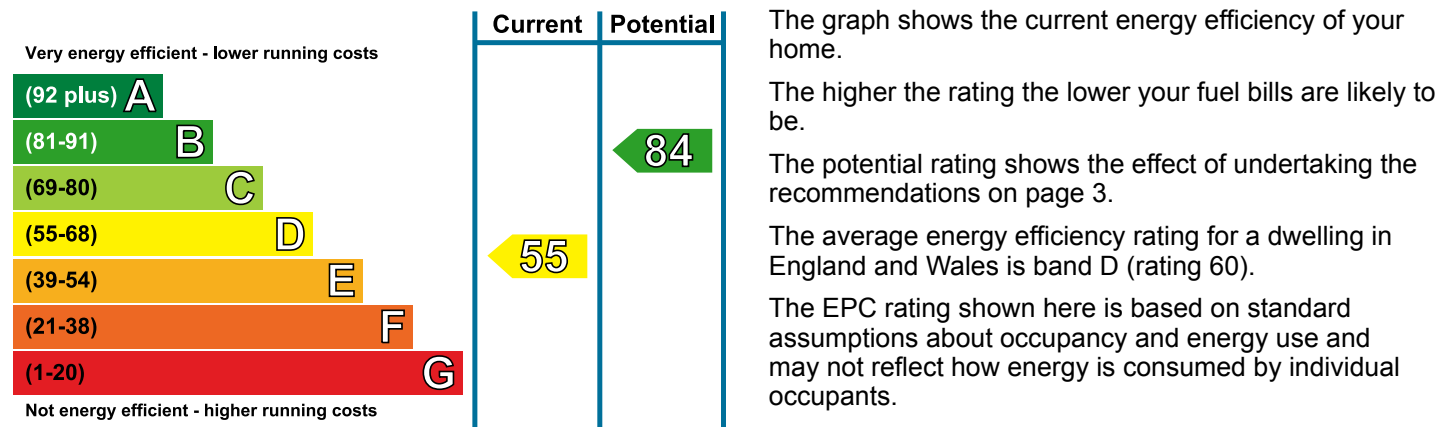 Current Potential
Very energy efficient - lower running costs
(92 plus) A
(81-91) B
84
(69-80) C
(55-68) D
55
(39-54) E
(21-38) F
(1-20) G
Not energy efficient - higher running costs
The graph shows the current energy efficiency of your
home.
The higher the rating the lower your fuel bills are likely to
be.
The potential rating shows the effect of undertaking the
recommendations on page 3.
The average energy efficiency rating for a dwelling in
England and Wales is band D (rating 60).
The EPC rating shown here is based on standard
assumptions about occupancy and energy use and
may not reflect how energy is consumed by individual
occupants.